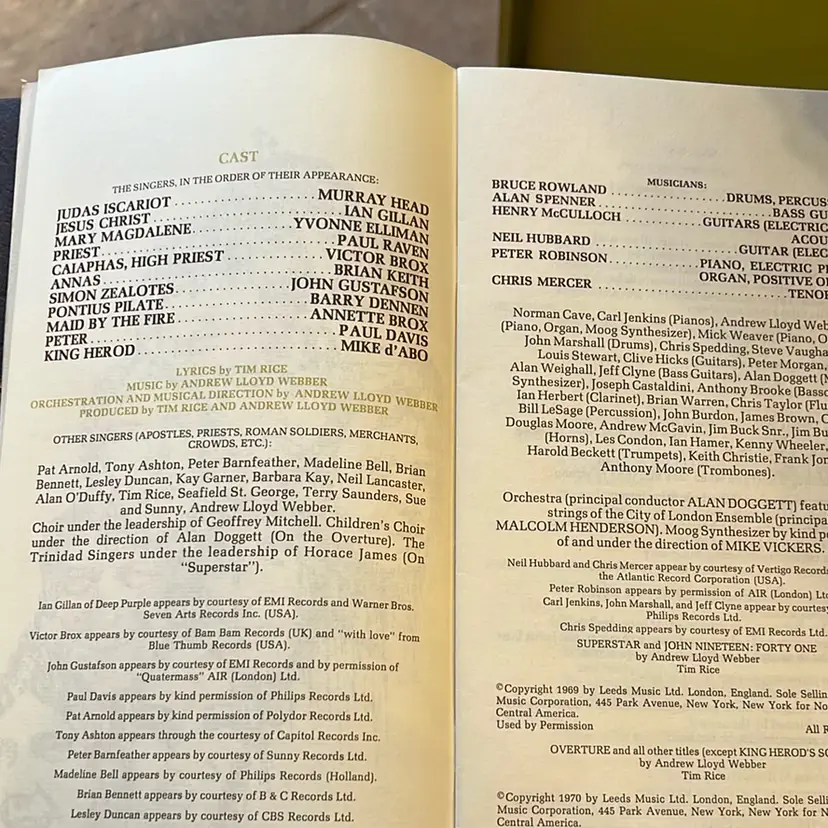 CAST
THE SINGERS, IN THE ORDER OF THEIR APPEARANCE:
JUDAS ISCARIOT MURRAY HEAD
JESUS CHRIST IAN GILLAN
MARY MAGDALENE YVONNE ELLIMAN
PRIEST PAUL RAVEN
CAIAPHAS, HIGH PRIEST VICTOR BROX
ANNAS BRIAN KEITH
SIMON ZEALOTES JOHN GUSTAFSON
PONTIUS PILATE BARRY DENNEN
MAID BY THE FIRE ANNETTE BROX
PETER PAUL DAVIS
KING HEROD MIKE d'ABO
LYRICS by TIM RICE
MUSIC by ANDREW LLOYD WEBBER
ORCHESTRATION AND MUSICAL DIRECTION by ANDREW LLOYD WEBBER
PRODUCED by TIM RICE AND ANDREW LLOYD WEBBER
OTHER SINGERS (APOSTLES, PRIESTS, ROMAN SOLDIERS, MERCHANTS,
CROWDS, ETC.):
Pat Arnold, Tony Ashton, Peter Barnfeather, Madeline Bell, Brian
Bennett, Lesley Duncan, Kay Garner, Barbara Kay, Neil Lancaster,
Alan O'Duffy, Tim Rice, Seafield St. George, Terry Saunders, Sue
and Sunny, Andrew Lloyd Webber.
Choir under the leadership of Geoffrey Mitchell. Children's Choir
under the direction of Alan Doggett (On the Overture). The
Trinidad Singers under the leadership of Horace James (On
"Superstar").
Ian Gillan of Deep Purple appears by courtesy of EMI Records and Warner Bros.
Seven Arts Records Inc. (USA).
Victor Brox appears by courtesy of Bam Bam Records (UK) and "with love" from
Blue Thumb Records (USA).
John Gustafson appears by courtesy of EMI Records and by permission of
"Quatermass" AIR (London) Ltd.
Paul Davis appears by kind permission of Philips Records Ltd.
Pat Arnold appears by kind permission of Polydor Records Ltd.
Tony Ashton appears through the courtesy of Capitol Records Inc.
Peter Barnfeather appears by courtesy of Sunny Records Ltd.
Madeline Bell appears by courtesy of Philips Records (Holland).
Brian Bennett appears by courtesy of B & C Records Ltd.
Lesley Duncan appears by courtesy of CBS Records Ltd.
MUSICIANS:
BRUCE ROWLAND DRUMS, PERCUS
ALAN SPENNER BASS GU
HENRY McCULLOCH GUITARS (ELECTRIC
ACOU
NEIL HUBBARD GUITAR (ELEC
PETER ROBINSON PIANO, ELECTRIC P
ORGAN, POSITIVE O
CHRIS MERCER TENO
Norman Cave, Carl Jenkins (Pianos), Andrew Lloyd Web
(Piano, Organ, Moog Synthesizer), Mick Weaver (Piano, O
John Marshall (Drums), Chris Spedding, Steve Vaugha
Louis Stewart, Clive Hicks (Guitars), Peter Morgan,
Alan Weighall, Jeff Clyne (Bass Guitars), Alan Doggett (M
Synthesizer), Joseph Castaldini, Anthony Brooke (Basso
Ian Herbert (Clarinet), Brian Warren, Chris Taylor (Flu
Bill LeSage (Percussion), John Burdon, James Brown, 
Douglas Moore, Andrew McGavin, Jim Buck Snr., Jim Bu
(Horns), Les Condon, Ian Hamer, Kenny Wheeler,
Harold Beckett (Trumpets), Keith Christie, Frank Jon
Anthony Moore (Trombones).
Orchestra (principal conductor ALAN DOGGETT) featu
strings of the City of London Ensemble (principa
MALCOLM HENDERSON). Moog Synthesizer by kind pe
of and under the direction of MIKE VICKERS.
Neil Hubbard and Chris Mercer appear by courtesy of Vertigo Records
the Atlantic Record Corporation (USA).
Peter Robinson appears by permission of AIR (London) Ltd
Carl Jenkins, John Marshall, and Jeff Clyne appear by courtesy
Philips Records Ltd.
Chris Spedding appears by courtesy of EMI Records Ltd.
SUPERSTAR and JOHN NINETEEN: FORTY ONE
by Andrew Lloyd Webber
Tim Rice
©Copyright 1969 by Leeds Music Ltd. London, England. Sole Sellin
Music Corporation, 445 Park Avenue, New York, New York for No
Central America.
Used by Permission All R
OVERTURE and all other titles (except KING HEROD'S SO
by Andrew Lloyd Webber
Tim Rice
©Copyright 1970 by Leeds Music Ltd. London, England. Sole Sellin
Music Corporation, 445 Park Avenue, New York, New York for N
Central America.